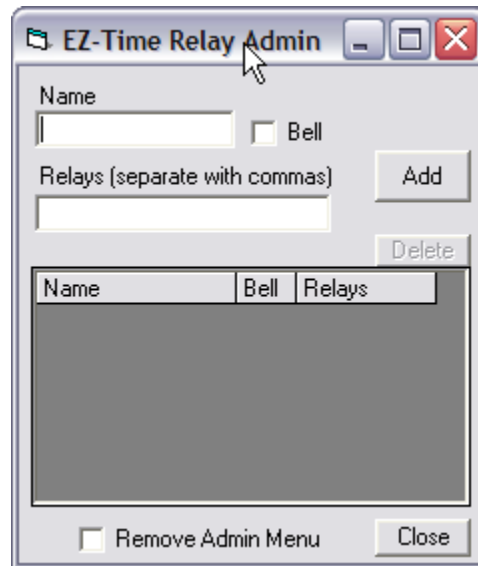 EZ-Time Relay Admin
Name
Bell
Relays (separate with commas)
Add
Delete
Name Bell Relays
Remove Admin Menu
Close